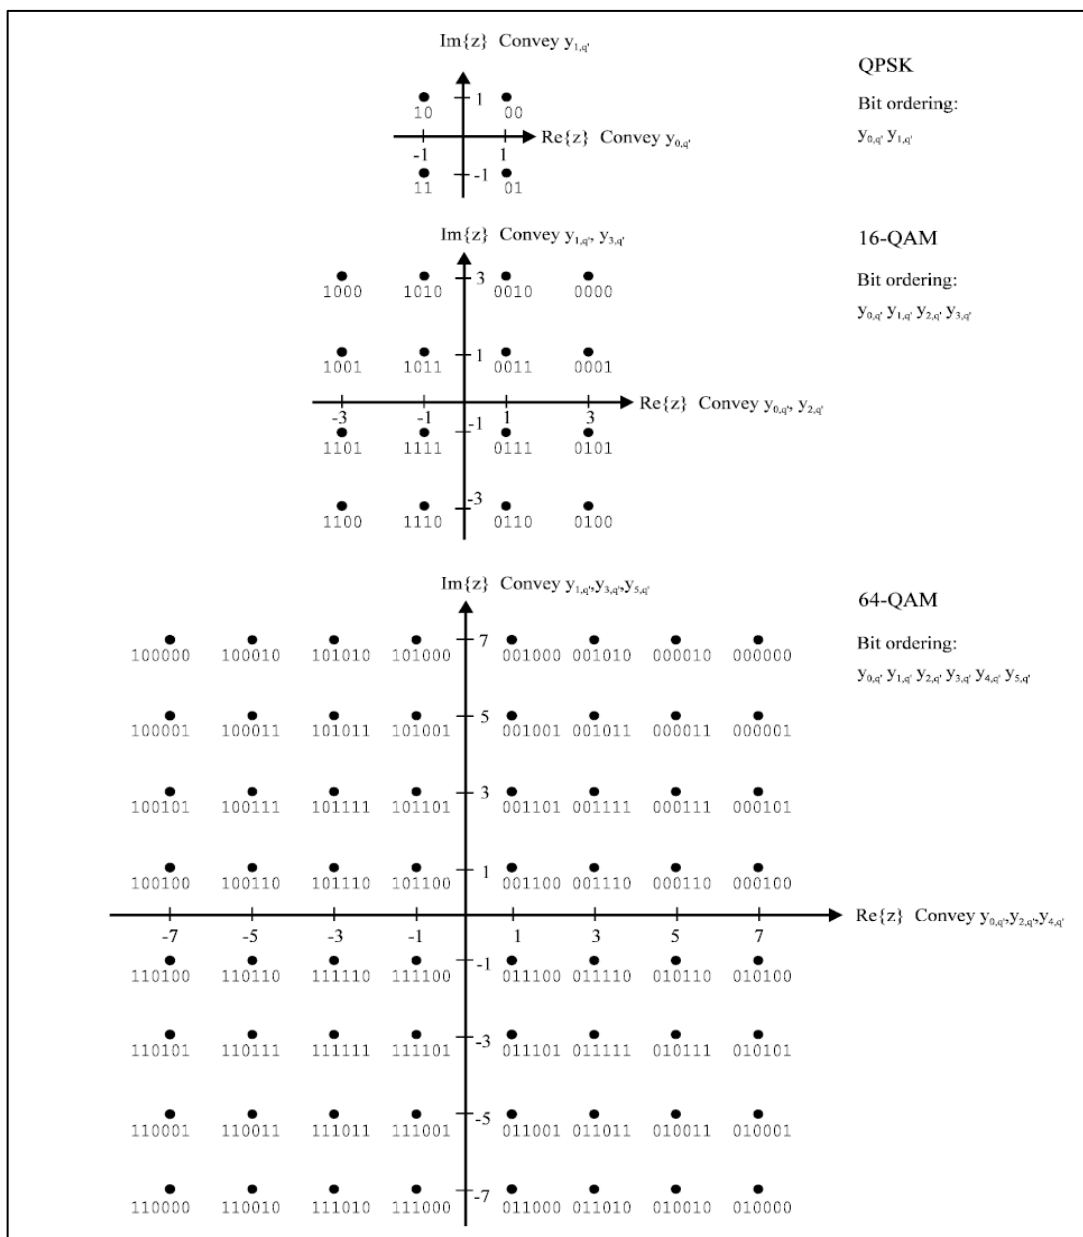 Im{z} Convey y1,q'
QPSK
Bit ordering:
y0,q' y1,q'
1
10 00
Re{z} Convey y0,q'
-1 1
-1
11 01
Im{z} Convey y1,q', y3,q'
16-QAM
Bit ordering:
y0,q' y1,q' y2,q' y3,q'
3
1000 1010 0010 0000
1
1001 1011 0011 0001
Re{z} Convey y0,q', y2,q'
-3 -1 1 3
-1
1101 1111 0111 0101
-3
1100 1110 0110 0100
Im{z} Convey y1,q',y3,q',y5,q'
64-QAM
Bit ordering:
y0,q' y1,q' y2,q' y3,q' y4,q' y5,q'
7
100000 100010 101010 101000 001000 001010 000010 000000
5
100001 100011 101011 101001 001001 001011 000011 000001
3
100101 100111 101111 101101 001101 001111 000111 000101
1
100100 100110 101110 101100 001100 001110 000110 000100
Re{z} Convey y0,q',y2,q',y4,q'
-7 -5 -3 -1 1 3 5 7
-1
110100 110110 111110 111100 011100 011110 010110 010100
-3
110101 110111 111111 111101 011101 011111 010111 010101
-5
110001 110011 111011 111001 011001 011011 010011 010001
-7
110000 110010 111010 111000 011000 011010 010010 010000